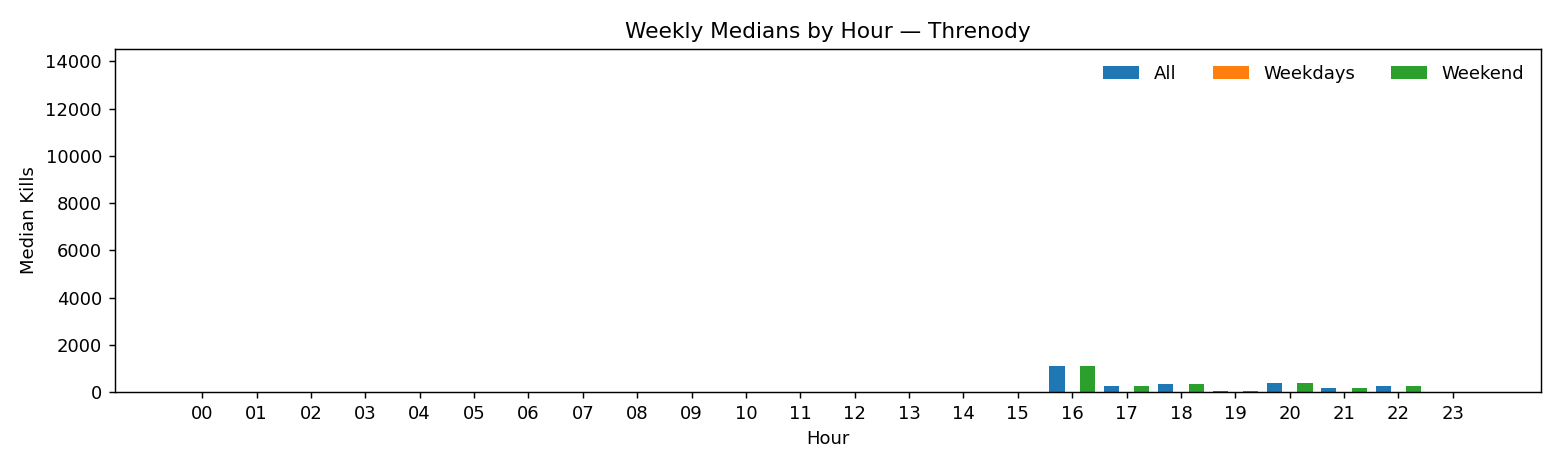 Weekly Medians by Hour — Threnody
All Weekdays Weekend
Median Kills
14000
12000
10000
8000
6000
4000
2000
0
00 01 02 03 04 05 06 07 08 09 10 11 12 13 14 15 16 17 18 19 20 21 22 23
Hour